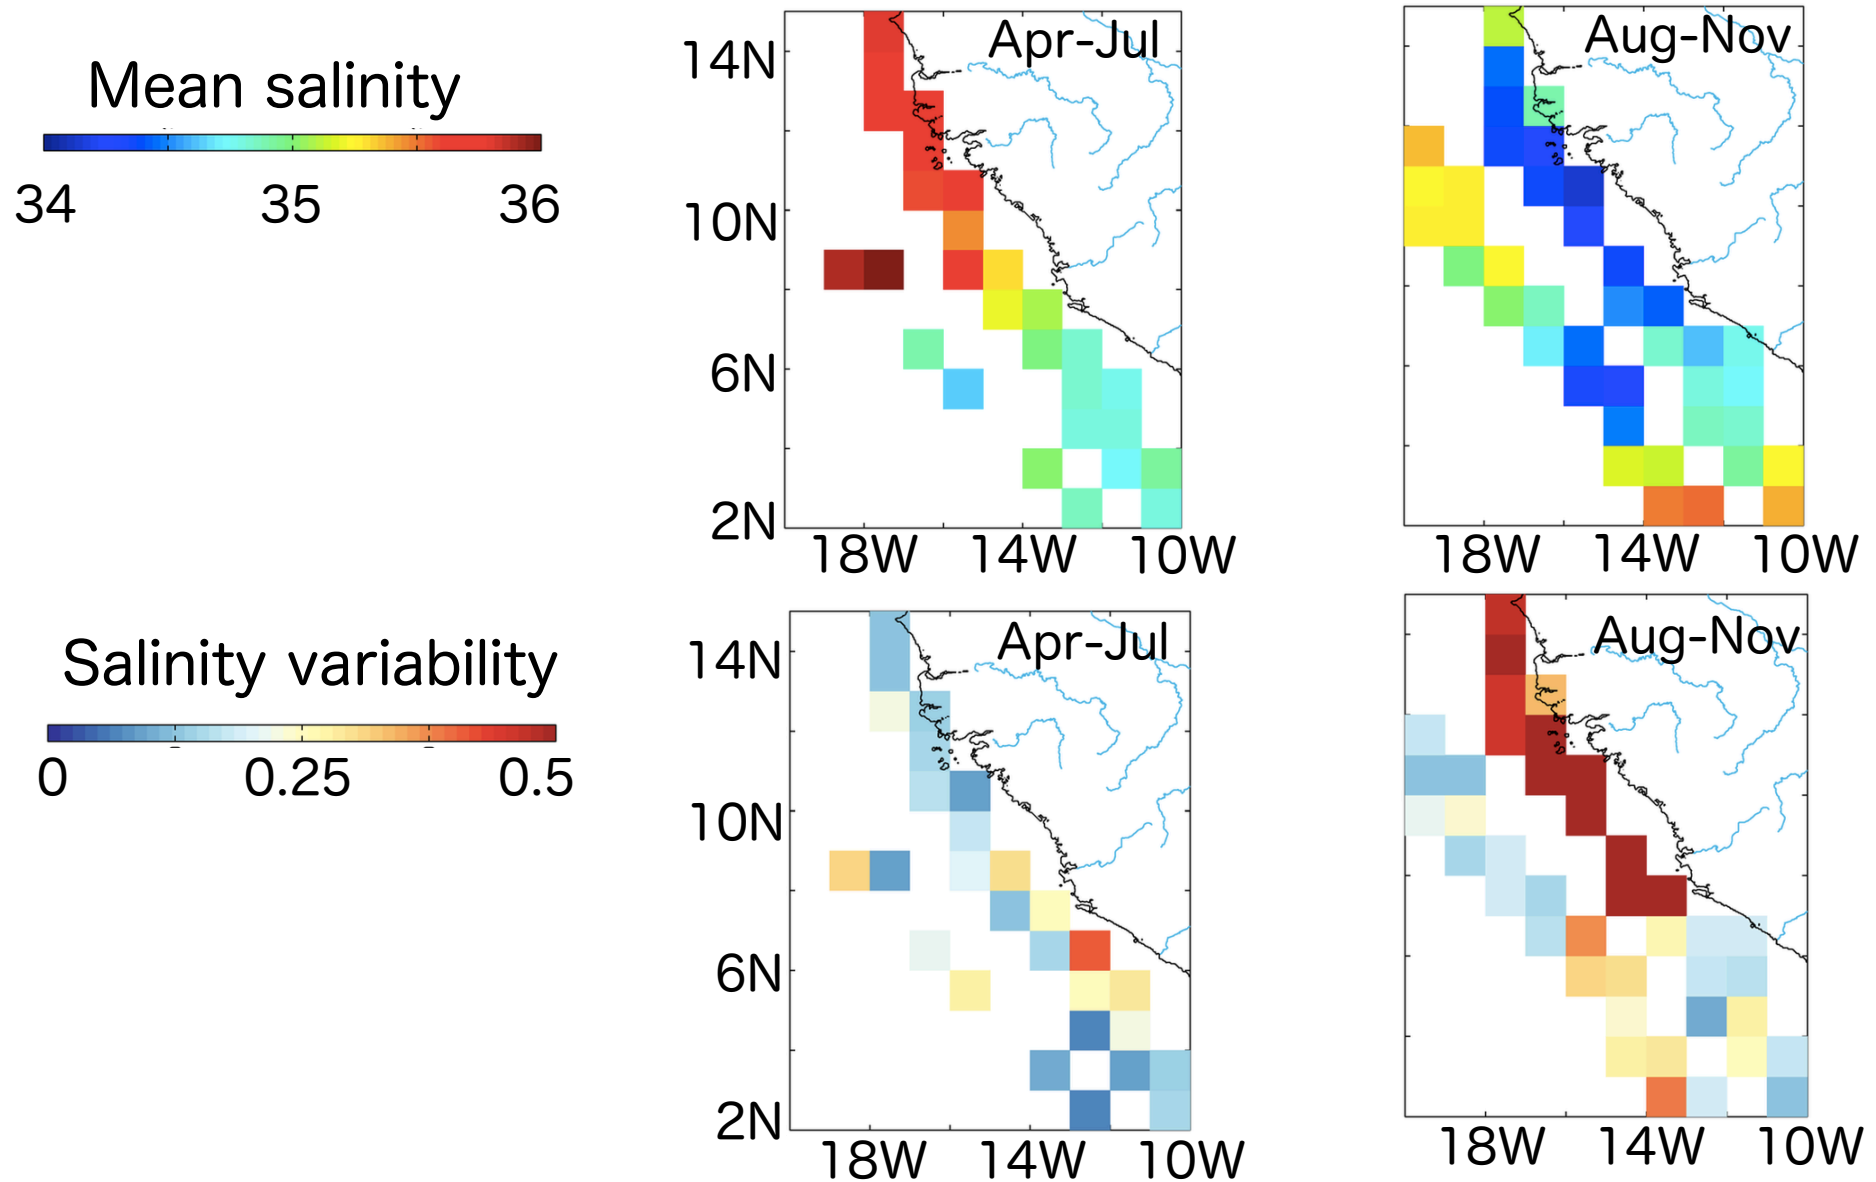 Mean salinity
34 35 36
Apr-Jul
14N
10N
6N
2N
18W 14W 10W
Aug-Nov
18W 14W 10W
Salinity variability
0 0.25 0.5
Apr-Jul
14N
10N
6N
2N
18W 14W 10W
Aug-Nov
18W 14W 10W